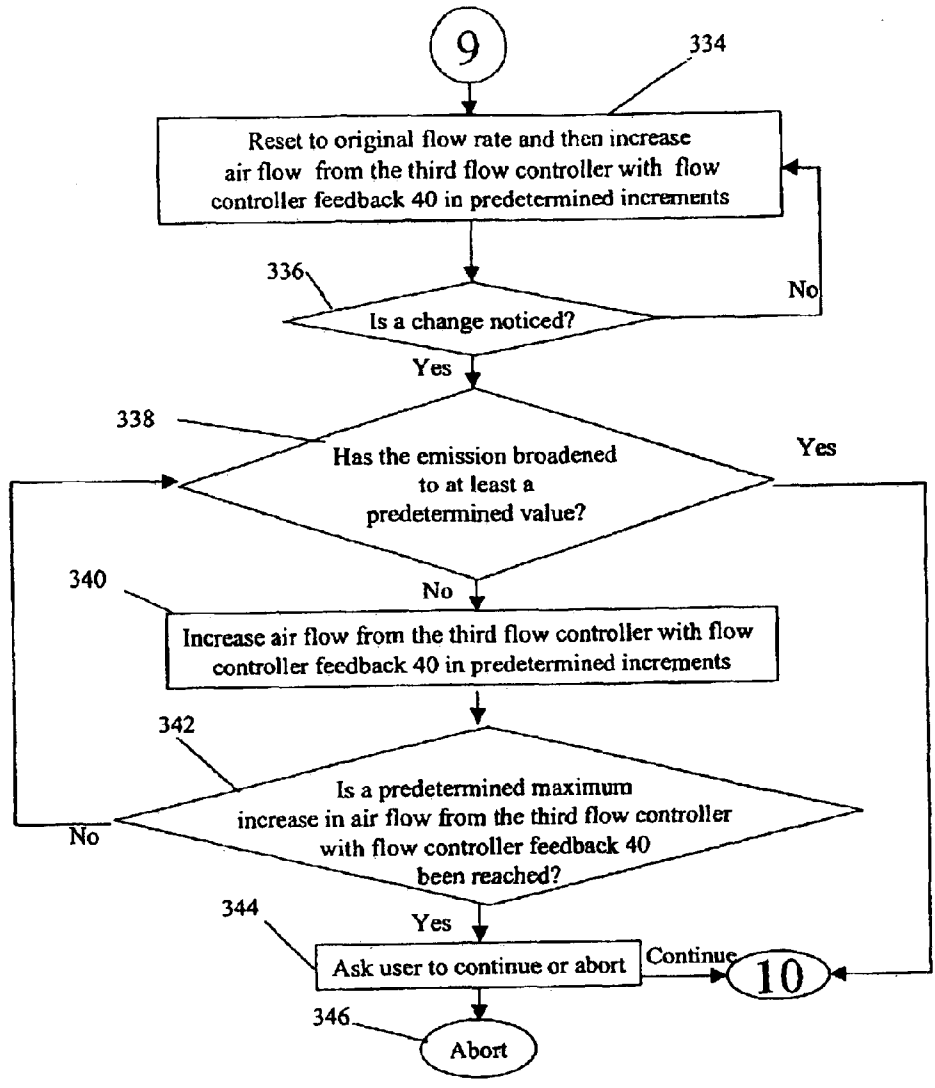 9
334
Reset to original flow rate and then increase
air flow from the third flow controller with flow
controller feedback 40 in predetermined increments
336
Is a change noticed?
No
Yes
338
Has the emission broadened
to at least a
predetermined value?
Yes
No
340
Increase air flow from the third flow controller with flow
controller feedback 40 in predetermined increments
342
Is a predetermined maximum
increase in air flow from the third flow controller
with flow controller feedback 40
been reached?
No
Yes
344
Ask user to continue or abort
Continue
10
346
Abort